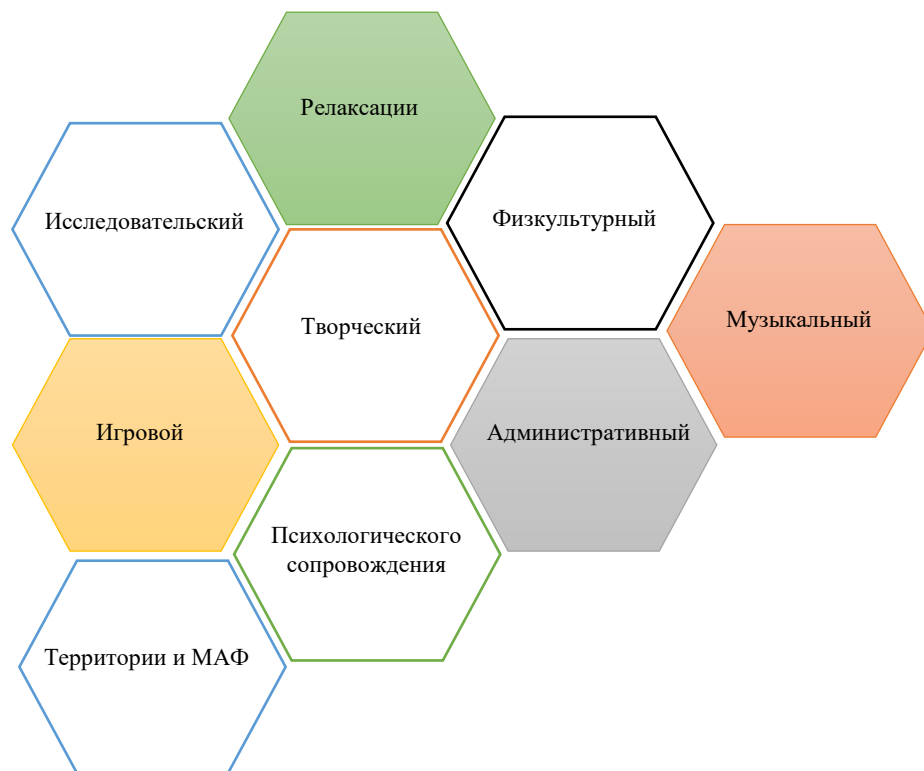 Релаксации
Исследовательский
Физкультурный
Музыкальный
Творческий
Игровой
Административный
Психологического
сопровождения
Территории и МАФ